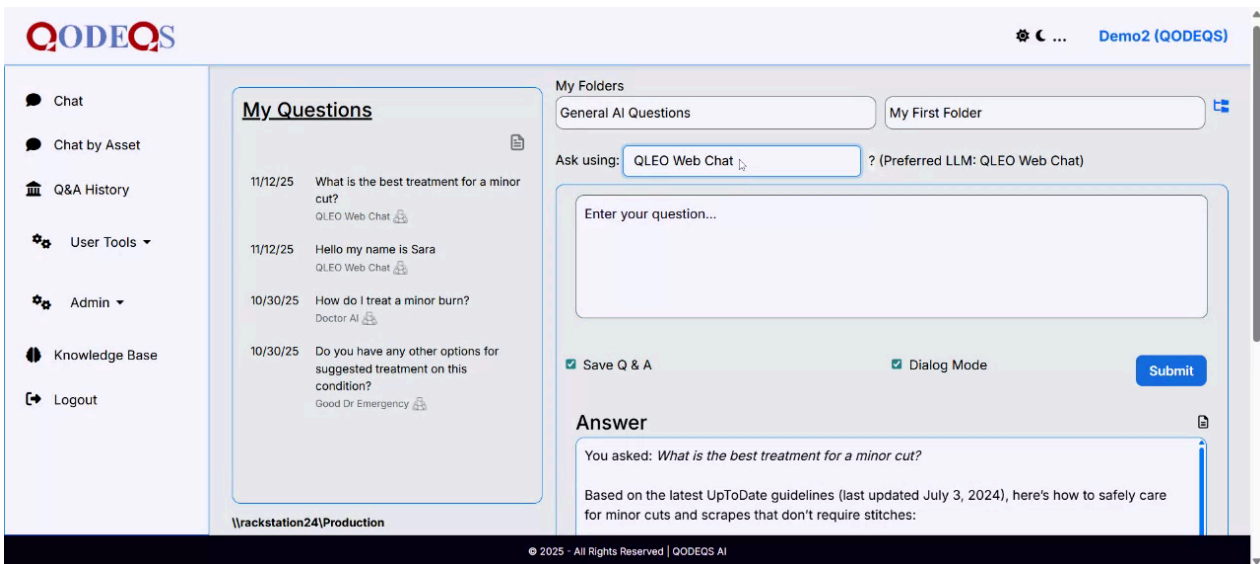 QODEQS
... Demo2 (QODEQS)
Chat
Chat by Asset
Q&A History
User Tools
Admin
Knowledge Base
Logout
My Questions
11/12/25 What is the best treatment for a minor
cut?
QLEO Web Chat
11/12/25 Hello my name is Sara
QLEO Web Chat
10/30/25 How do I treat a minor burn?
Doctor AI
10/30/25 Do you have any other options for
suggested treatment on this
condition?
Good Dr Emergency
\\rackstation24\Production
My Folders
General AI Questions
My First Folder
Ask using: QLEO Web Chat ? (Preferred LLM: QLEO Web Chat)
Enter your question...
Save Q & A
Dialog Mode
Submit
Answer
You asked: What is the best treatment for a minor cut?
Based on the latest UpToDate guidelines (last updated July 3, 2024), here's how to safely care
for minor cuts and scrapes that don't require stitches:
© 2025 - All Rights Reserved | QODEQS AI